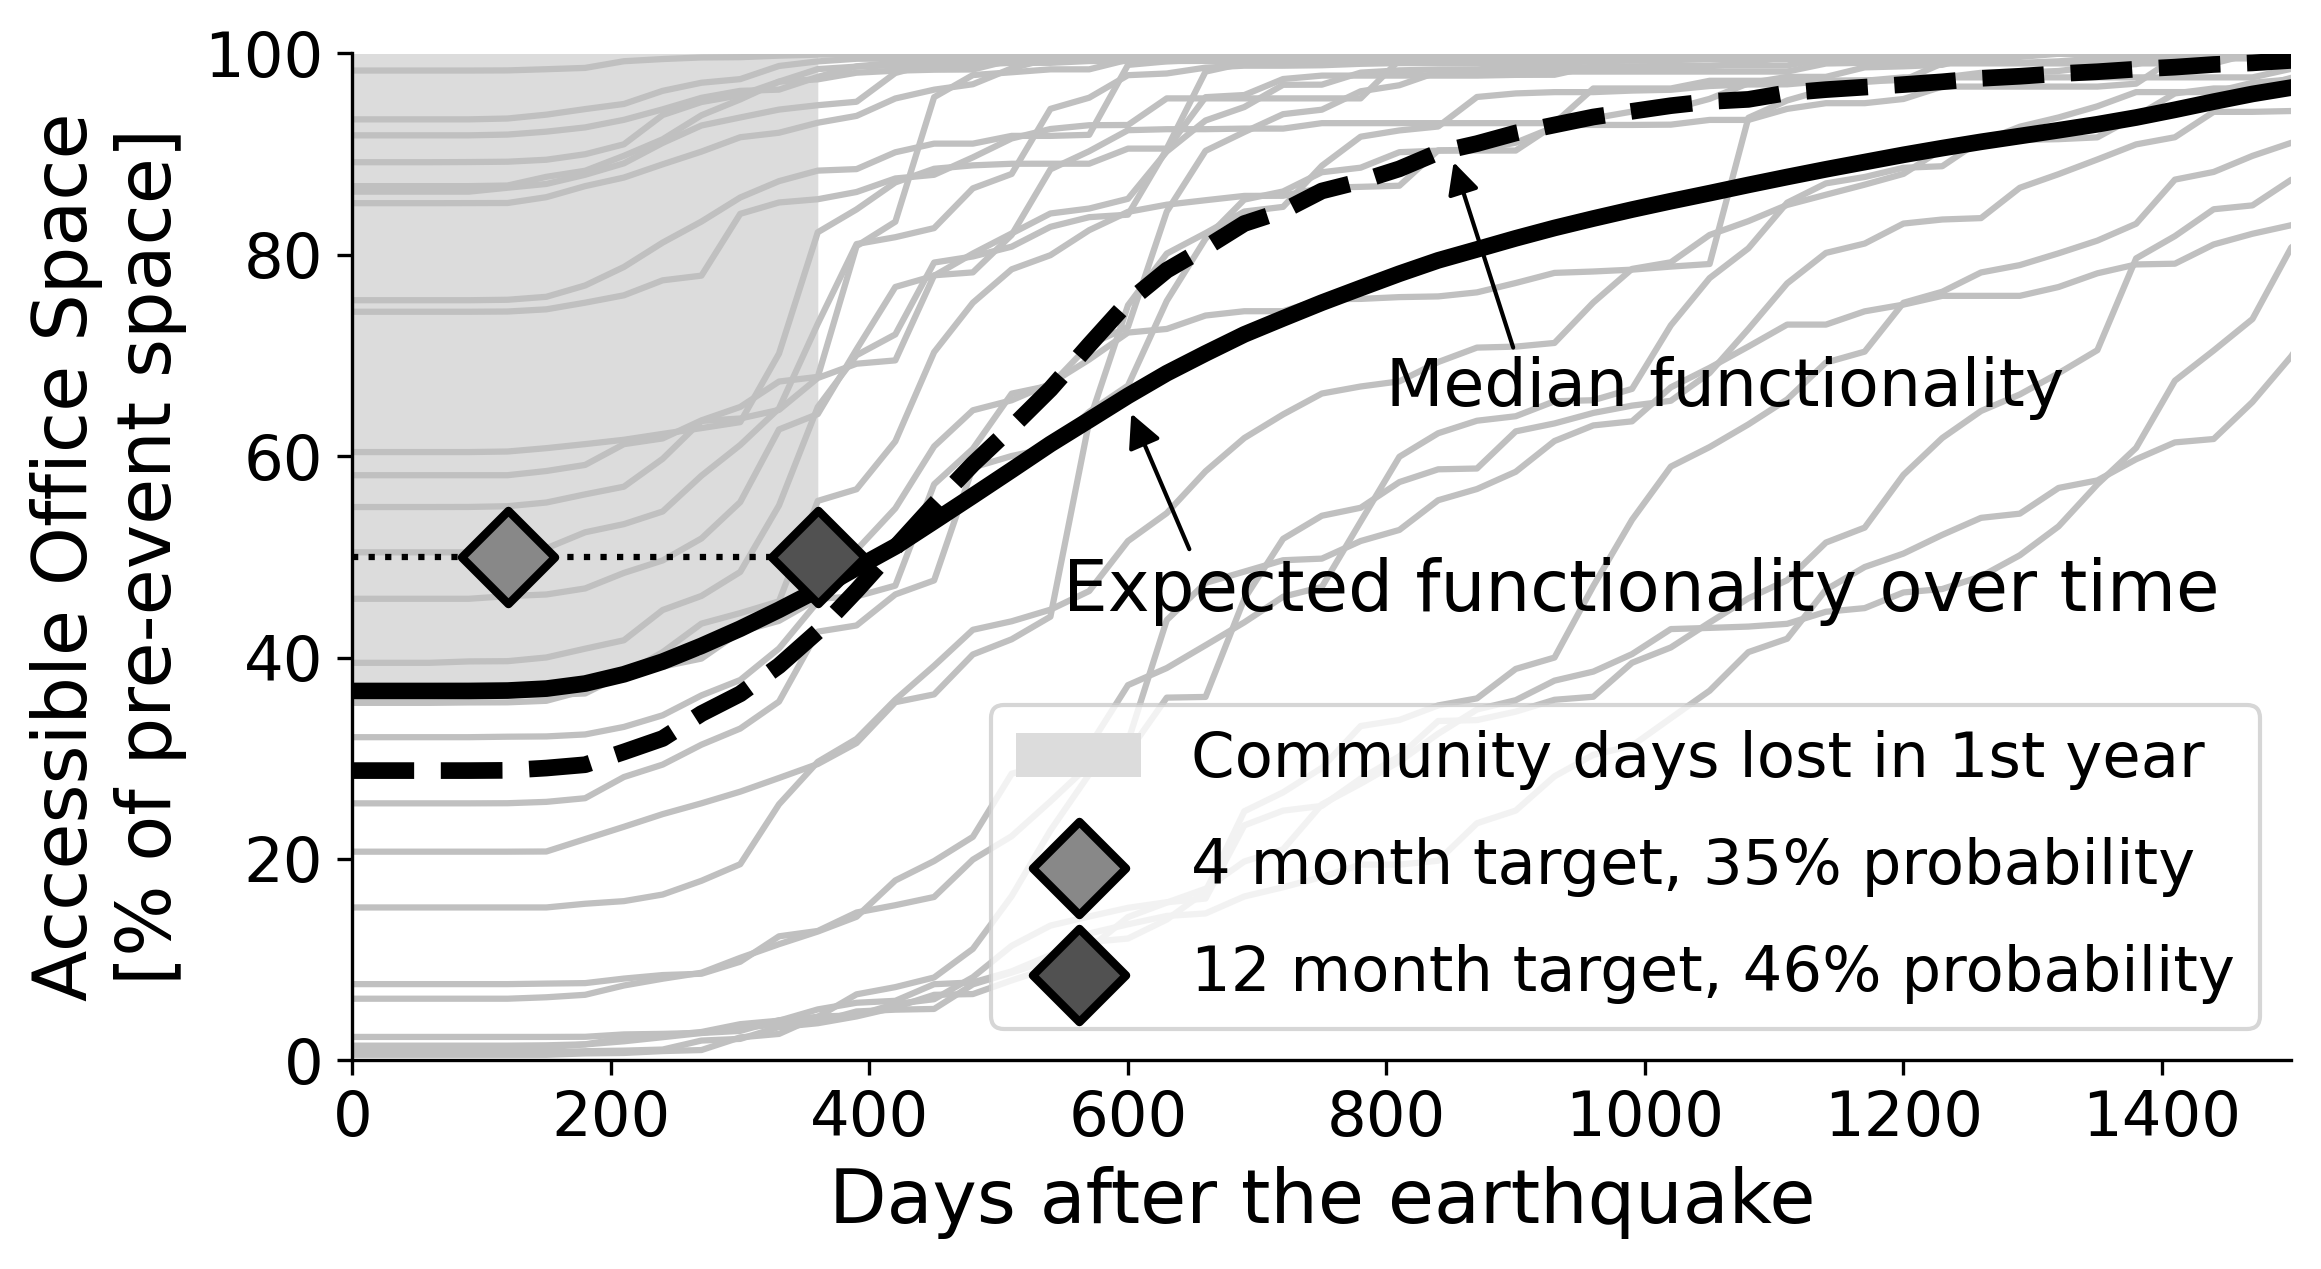 Accessible Office Space
[% of pre-event space]
100
80
60
40
20
0
Median functionality
Expected functionality over time
Community days lost in 1st year
4 month target, 35% probability
12 month target, 46% probability
0 200 400 600 800 1000 1200 1400
Days after the earthquake